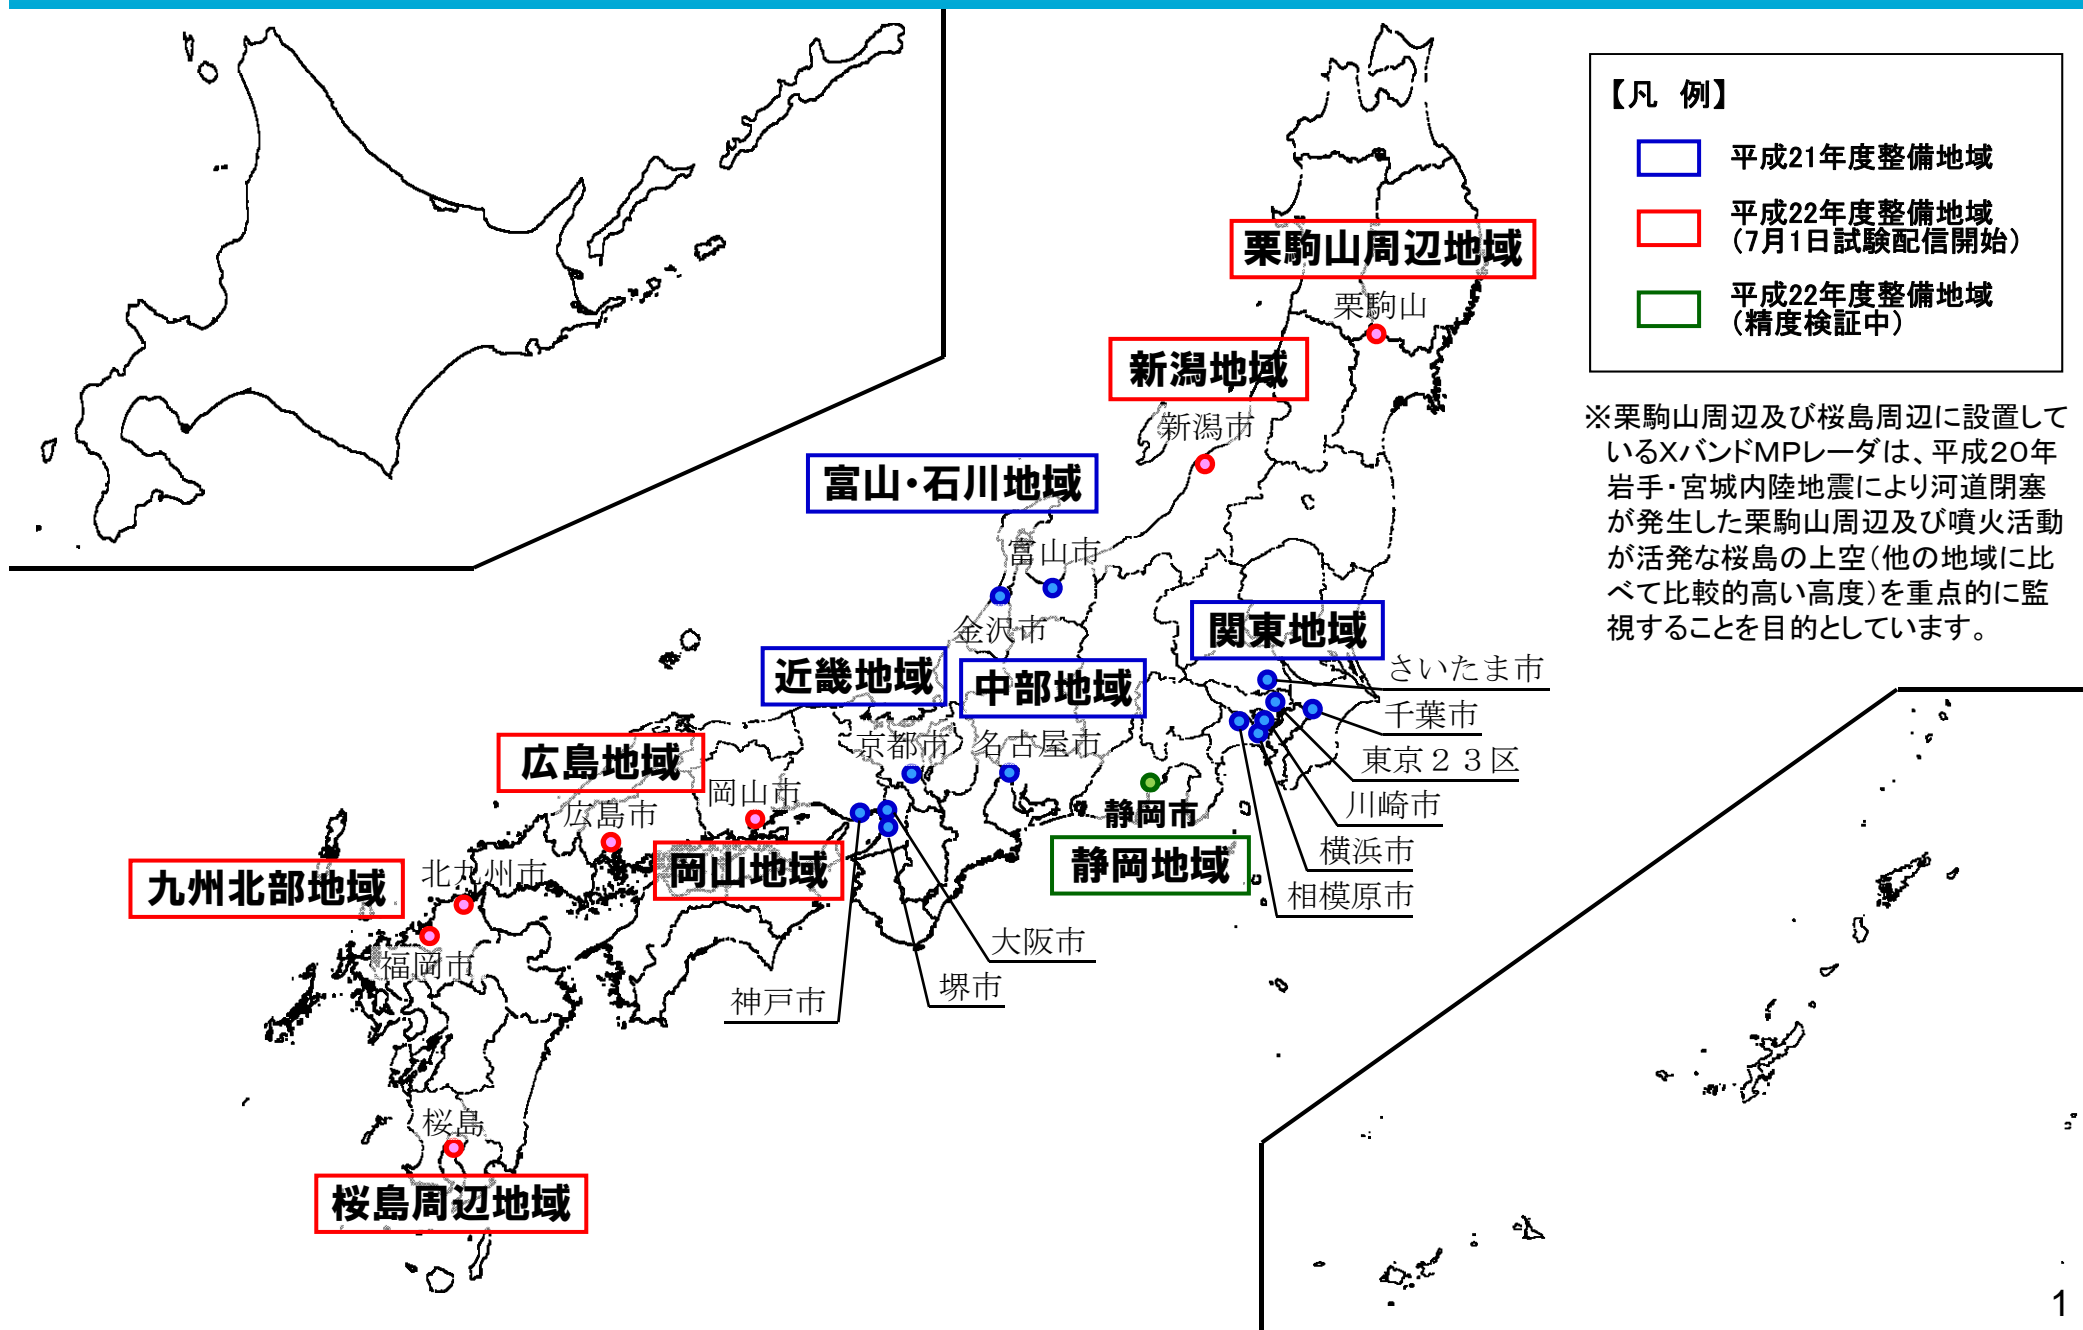 【凡 例】
平成21年度整備地域
平成22年度整備地域
（7月1日試験配信開始）
平成22年度整備地域
（精度検証中）
※栗駒山周辺及び桜島周辺に設置して
いるXバンドMPレーダは、平成２０年
岩手・宮城内陸地震により河道閉塞
が発生した栗駒山周辺及び噴火活動
が活発な桜島の上空（他の地域に比
べて比較的高い高度）を重点的に監
視することを目的としています。
栗駒山周辺地域
栗駒山
新潟地域
新潟市
富山・石川地域
富山市
金沢市
関東地域
さいたま市
千葉市
東京２３区
川崎市
横浜市
相模原市
近畿地域
中部地域
京都市
名古屋市
静岡市
静岡地域
広島地域
広島市
岡山市
岡山地域
大阪市
堺市
神戸市
九州北部地域
北九州市
福岡市
桜島
桜島周辺地域
1